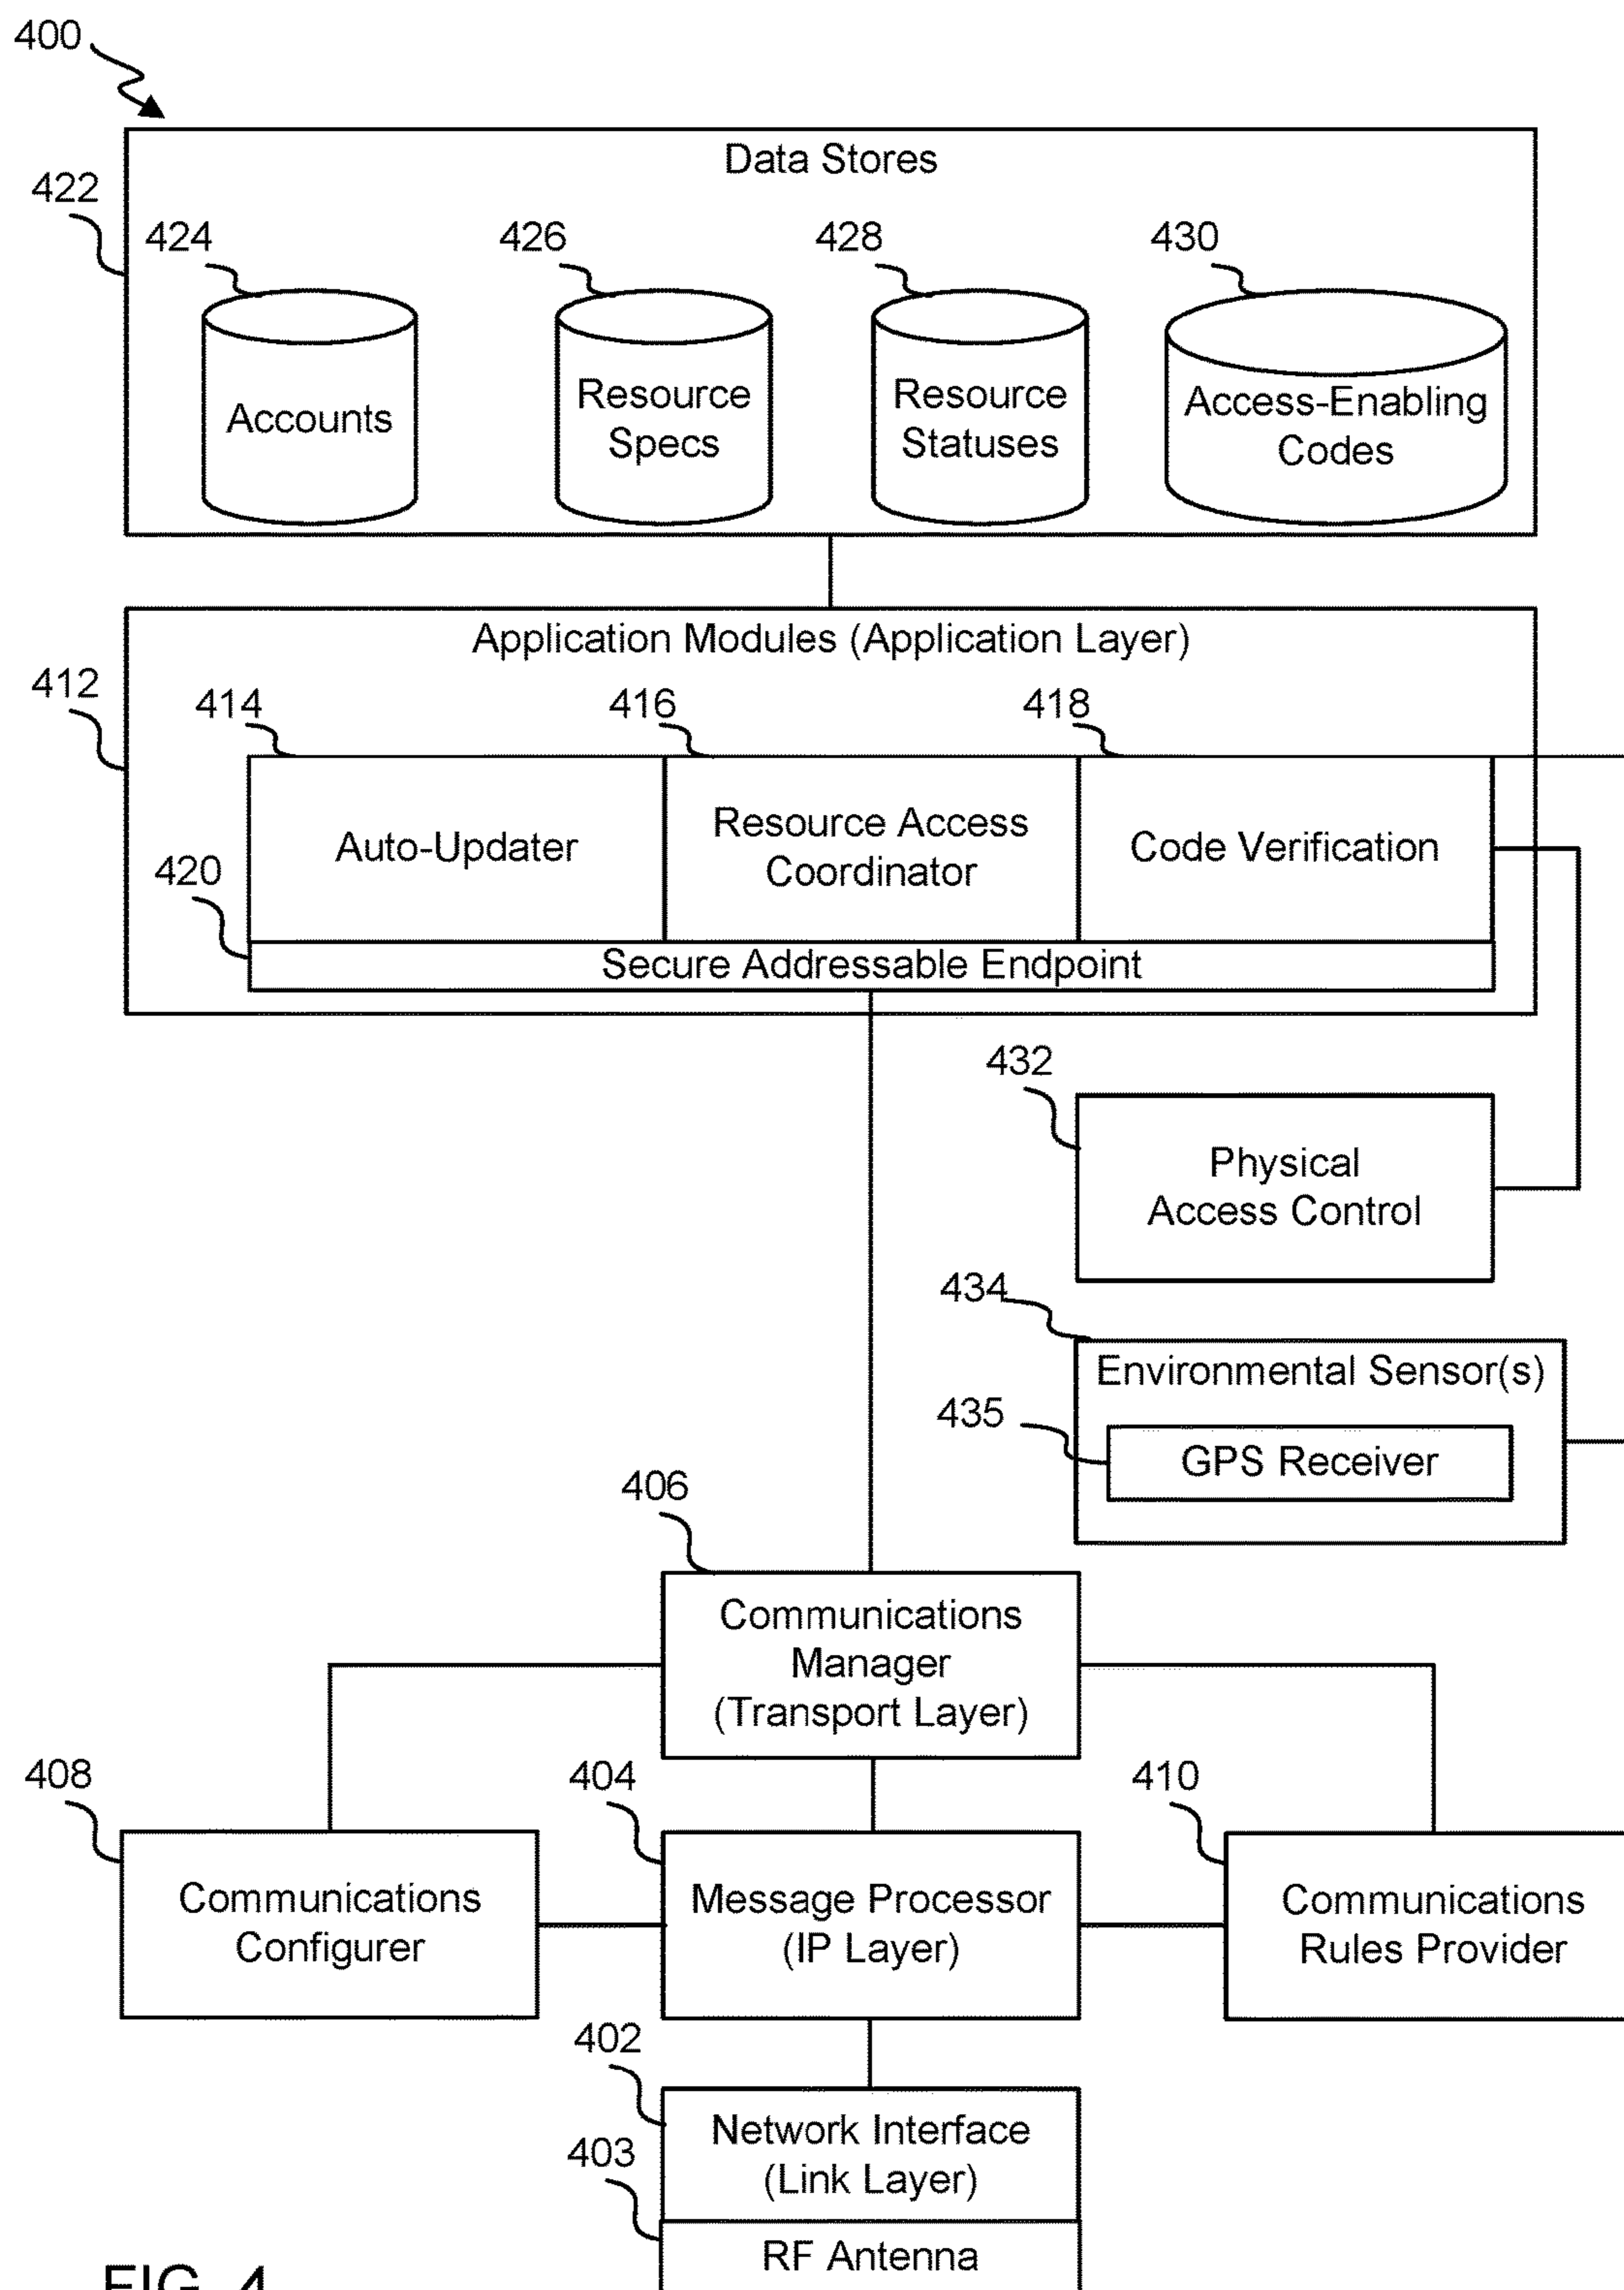 400
Data Stores
422
424
426
428
430
Accounts
Resource
Specs
Resource
Statuses
Access-Enabling
Codes
Application Modules (Application Layer)
412
414
416
418
Auto-Updater
Resource Access
Coordinator
Code Verification
420
Secure Addressable Endpoint
432
Physical
Access Control
434
Environmental Sensor(s)
435
GPS Receiver
406
Communications
Manager
(Transport Layer)
408
404
410
Communications
Configurer
Message Processor
(IP Layer)
Communications
Rules Provider
402
Network Interface
(Link Layer)
403
RF Antenna
FIG. 4